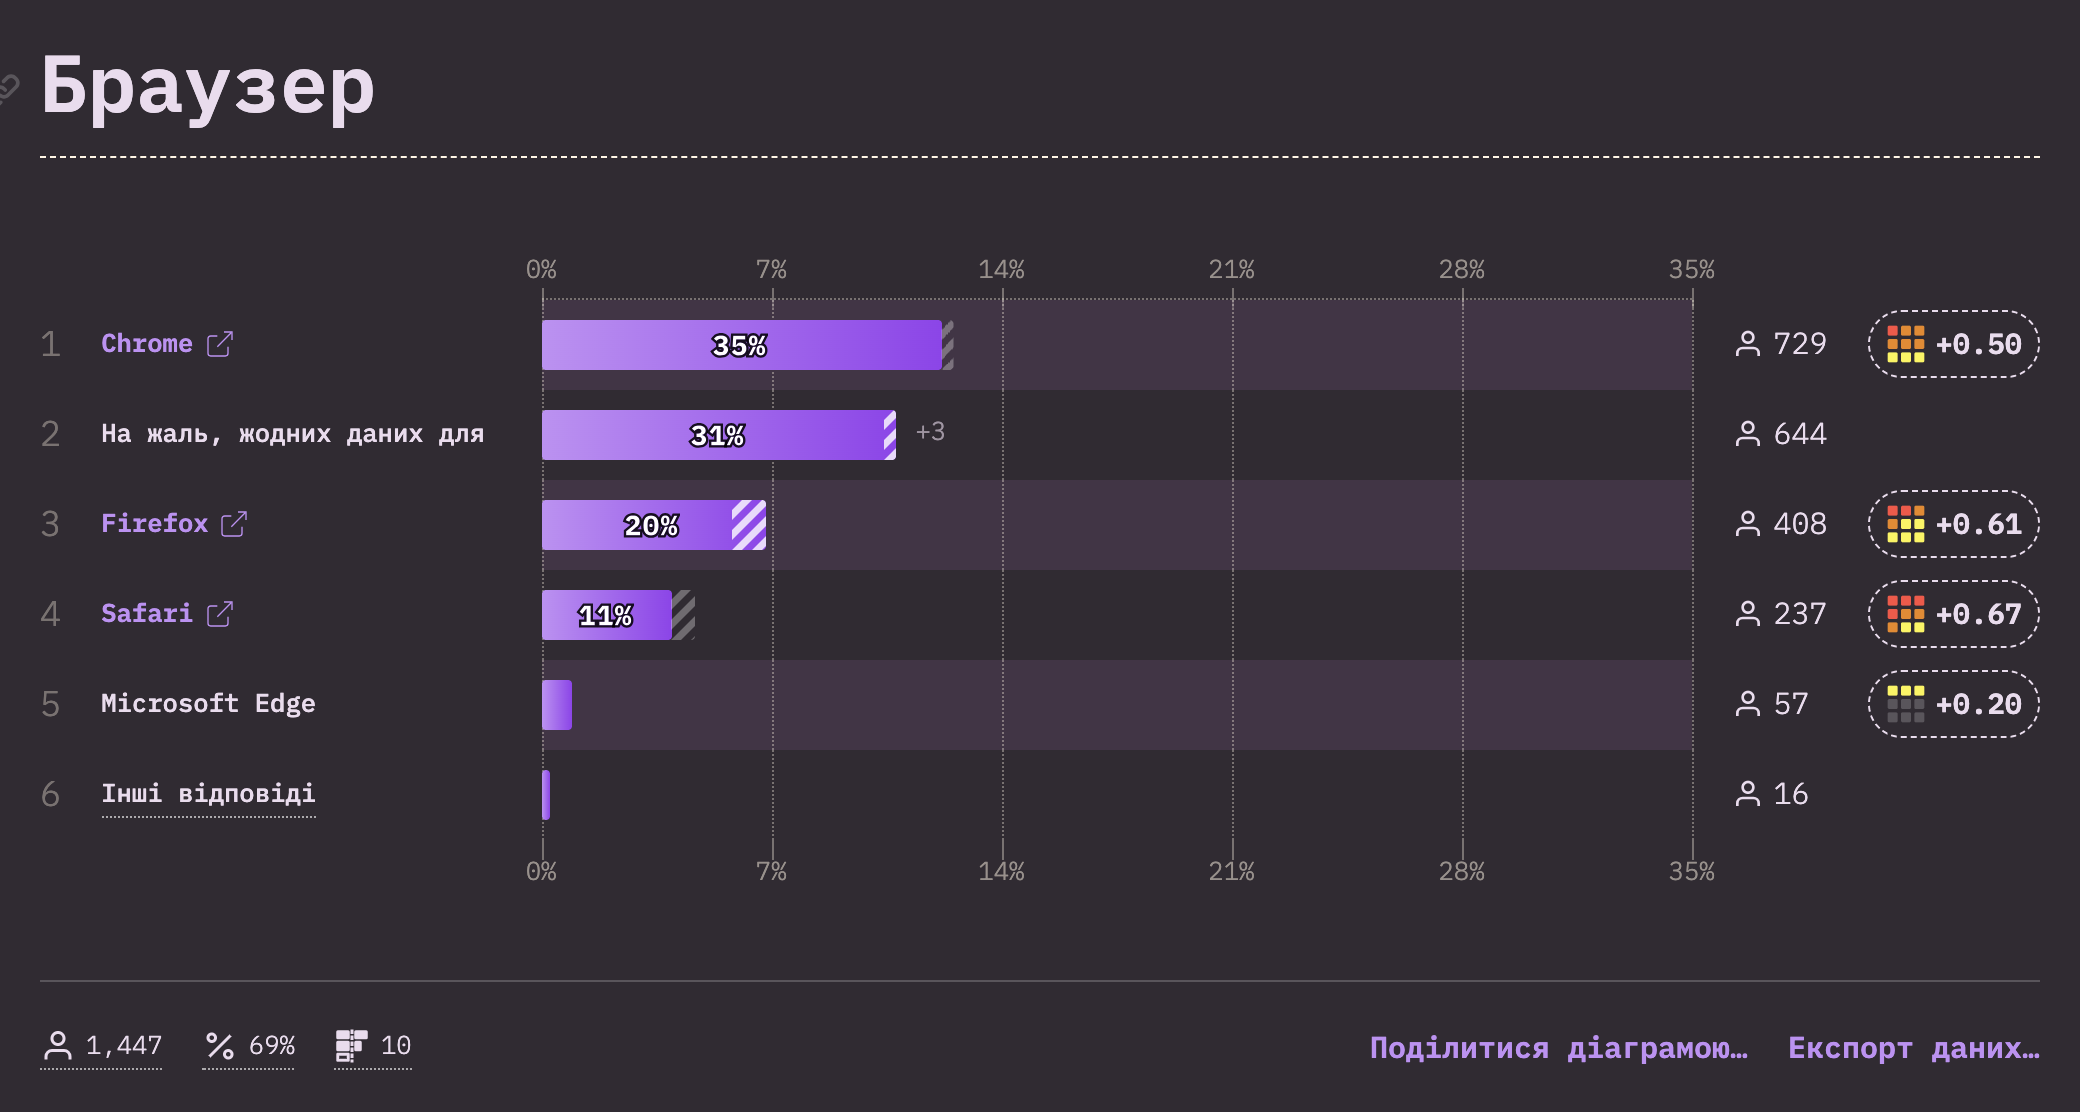 Браузер
0% 7% 14% 21% 28% 35%
1 Chrome 35% 729 +0.50
2 На жаль, жодних даних для 31% +3 644
3 Firefox 20% 408 +0.61
4 Safari 11% 237 +0.67
5 Microsoft Edge 57 +0.20
6 Інші відповіді 16
0% 7% 14% 21% 28% 35%
1,447 69% 10 Поділитися діаграмою… Експорт даних…